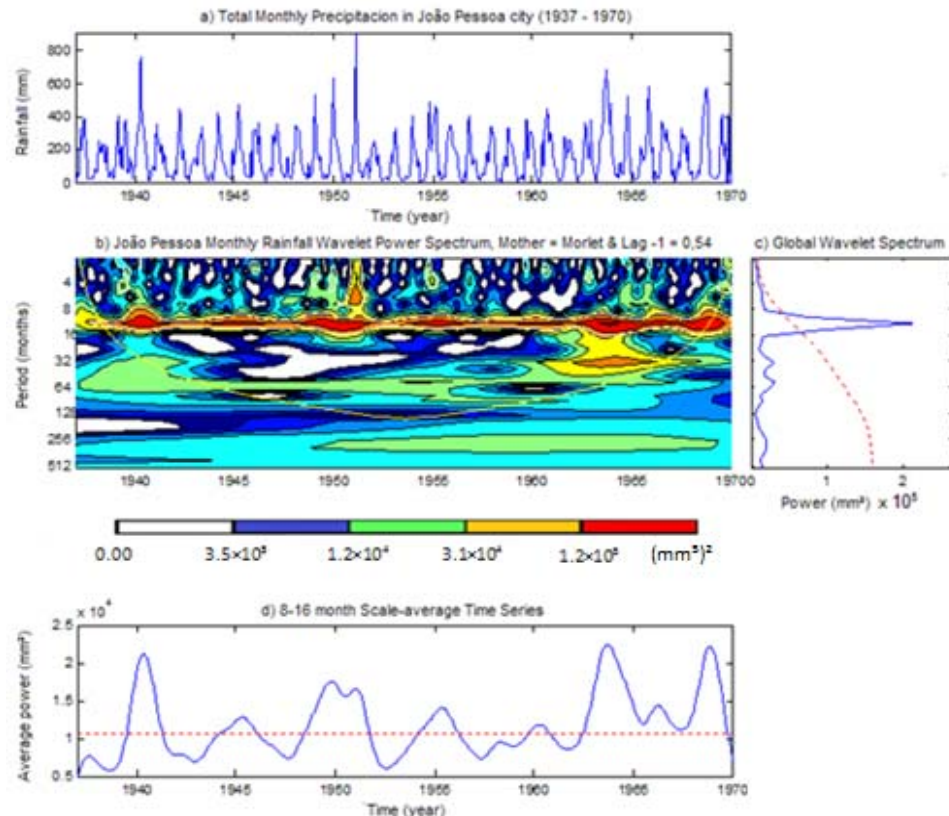 a) Total Monthly Precipitacion in João Pessoa city (1937 - 1970)
Rainfall (mm)
800
600
400
200
0
1940 1945 1950 1955 1960 1965 1970
Time (year)
b) João Pessoa Monthly Rainfall Wavelet Power Spectrum, Mother = Morlet & Lag -1 = 0,54
Period (months)
4
8
16
32
64
128
256
512
1940 1945 1950 1955 1960 1965 1970
c) Global Wavelet Spectrum
1 2
Power (mm²) x 10⁵
0.00 3.5×10³ 1.2×10⁴ 3.1×10⁴ 1.2×10⁵ (mm³)²
d) 8-16 month Scale-average Time Series
x 10⁴
Average power (mm²)
2.5
2
1.5
1
0.5
1940 1945 1950 1955 1960 1965 1970
Time (year)